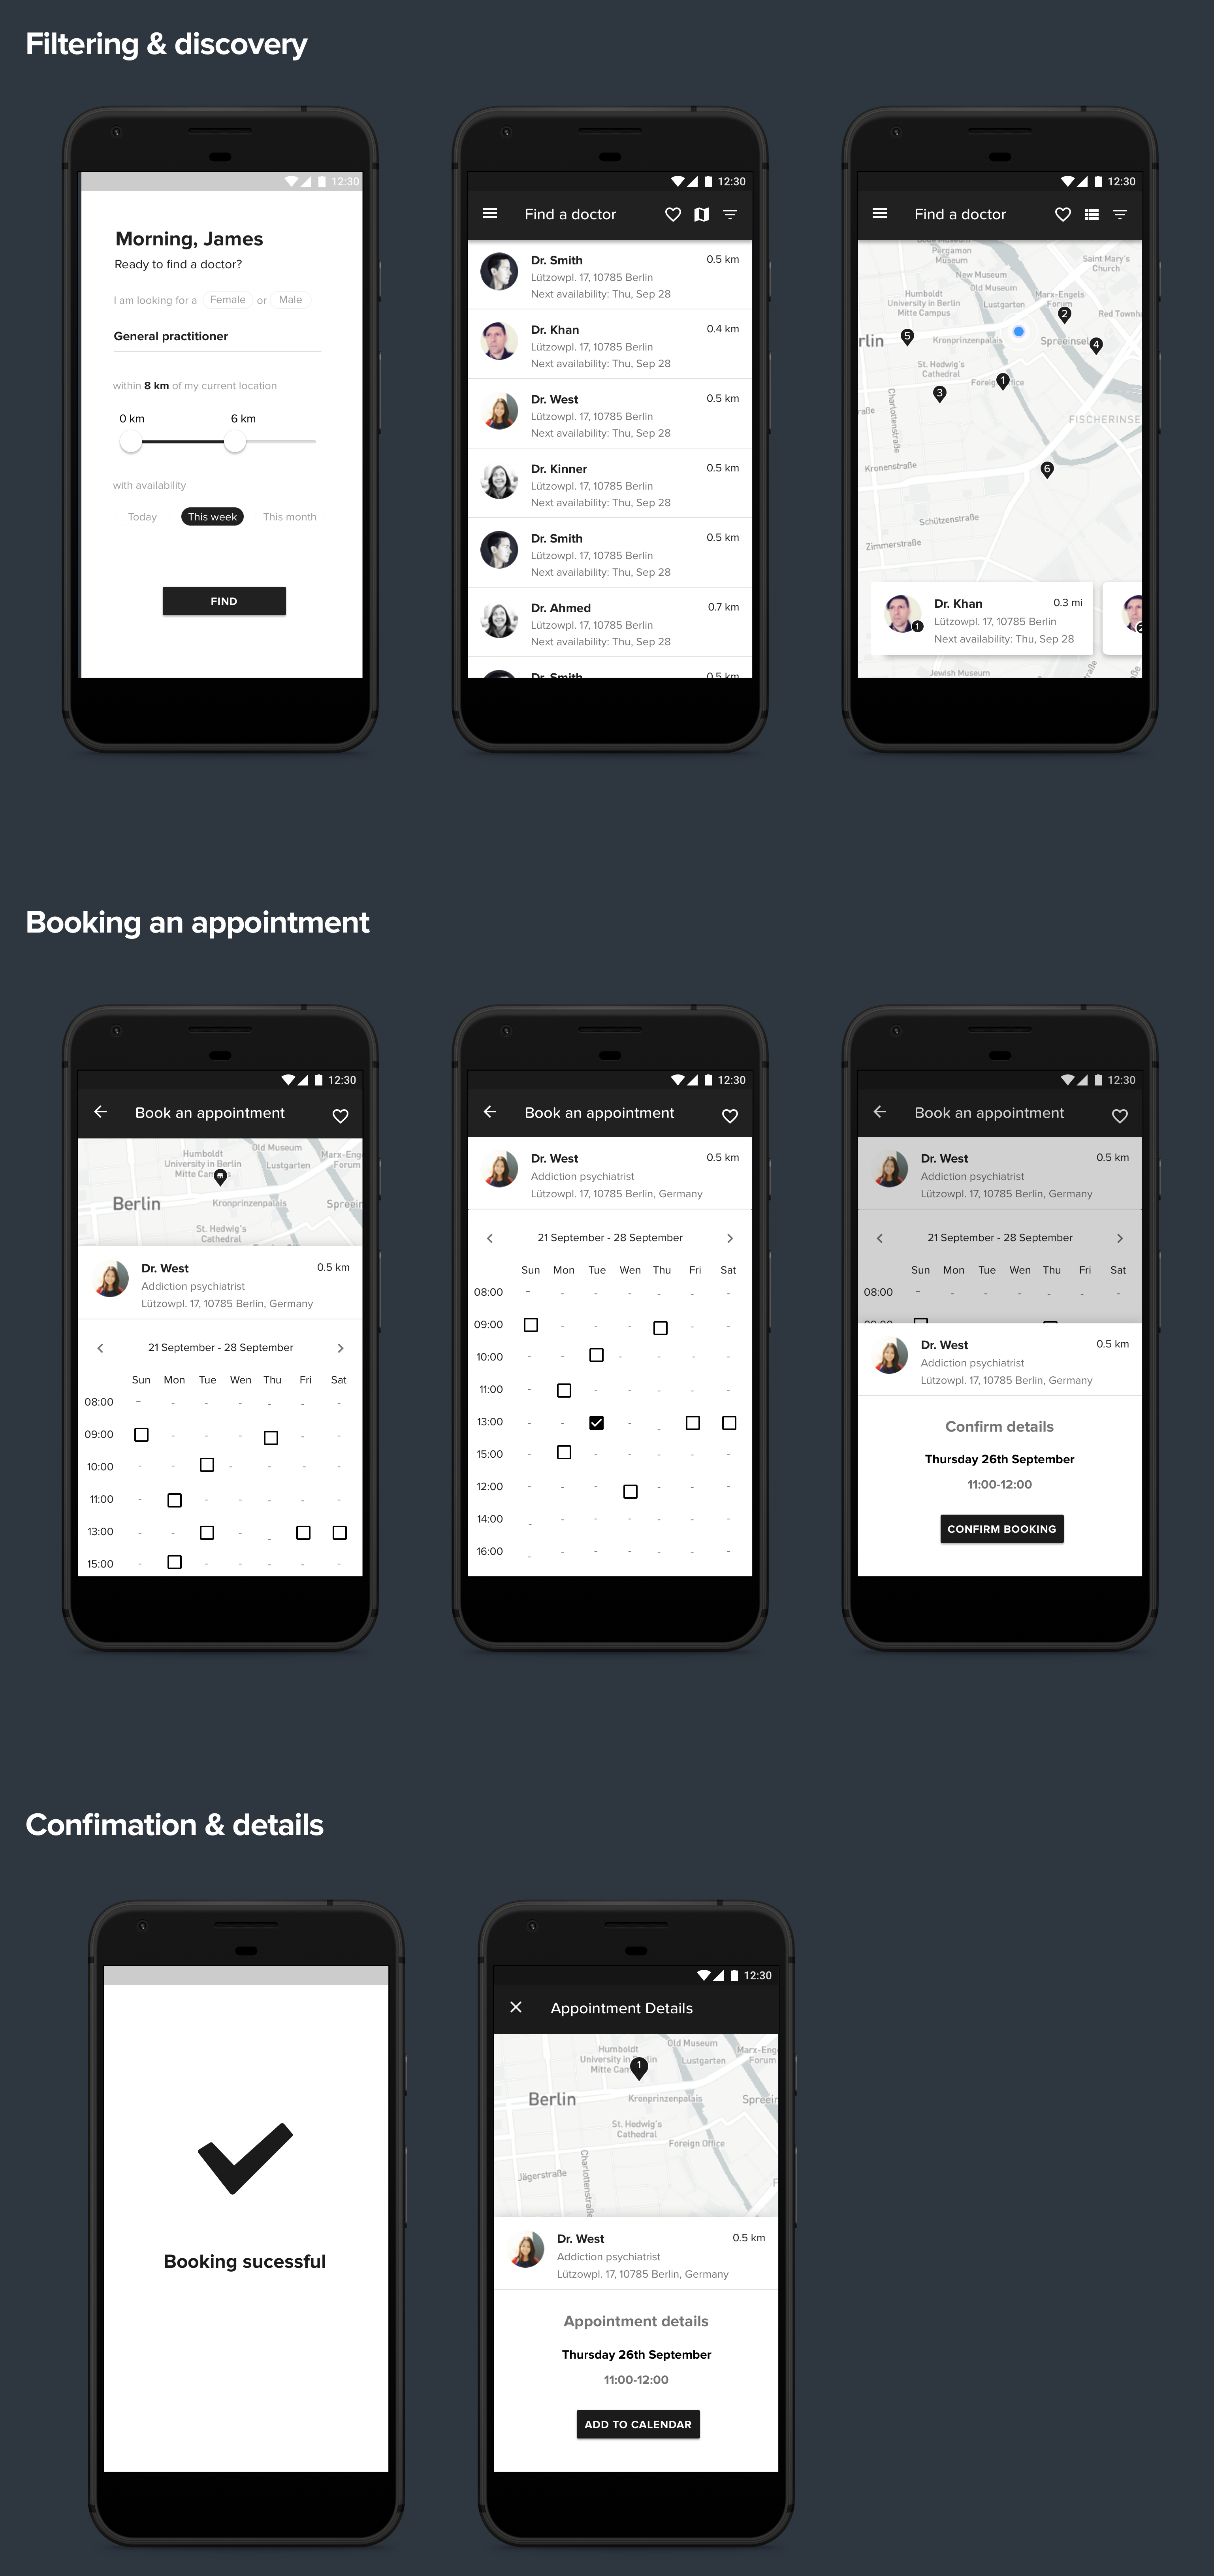 Filtering & discovery
12:30
Morning, James
Ready to find a doctor?
I am looking for a Female or Male
General practitioner
within 8 km of my current location
0 km 6 km
with availability
Today This week This month
FIND
12:30
Find a doctor
Dr. Smith 0.5 km
Lützowpl. 17, 10785 Berlin
Next availability: Thu, Sep 28
Dr. Khan 0.4 km
Lützowpl. 17, 10785 Berlin
Next availability: Thu, Sep 28
Dr. West 0.5 km
Lützowpl. 17, 10785 Berlin
Next availability: Thu, Sep 28
Dr. Kinner 0.5 km
Lützowpl. 17, 10785 Berlin
Next availability: Thu, Sep 28
Dr. Smith 0.5 km
Lützowpl. 17, 10785 Berlin
Next availability: Thu, Sep 28
Dr. Ahmed 0.7 km
Lützowpl. 17, 10785 Berlin
Next availability: Thu, Sep 28
Dr. Smith 0.5 km
12:30
Find a doctor
Pergamon
Museum
Saint Mary's
Church
New Museum
Old Museum
Humboldt
University in Berlin
Mitte Campus
Lustgarten
Marx-Engels
Forum
2
Red Townha
rlin
5
Kronprinzenpalais
Spreeinsel
4
St. Hedwig's
Cathedral
1
3
Charlottenstraße
raße
FISCHERINSE
Kronenstraße
6
Schützenstraße
Zimmerstraße
Dr. Khan 0.3 mi
1
Lützowpl. 17, 10785 Berlin
Next availability: Thu, Sep 28
Jewish Museum
Booking an appointment
12:30
Book an appointment
Humboldt
University in Berlin
Old Museum
Lustgarten
Marx-Eng
Forum
Berlin
Kronprinzenpalais
Spreein
St. Hedwig's
Cathedral
Dr. West 0.5 km
Addiction psychiatrist
Lützowpl. 17, 10785 Berlin, Germany
21 September - 28 September
Sun Mon Tue Wen Thu Fri Sat
08:00 - - - - - - -
09:00 - - - - -
10:00 - - - - - -
11:00 - - - - - -
13:00 - - - -
15:00 - - - - - -
12:30
Book an appointment
Dr. West 0.5 km
Addiction psychiatrist
Lützowpl. 17, 10785 Berlin, Germany
21 September - 28 September
Sun Mon Tue Wen Thu Fri Sat
08:00 - - - - - - -
09:00 - - - - -
10:00 - - - - - -
11:00 - - - - - -
13:00 - - - -
15:00 - - - - - -
12:00 - - - - - -
14:00 - - - - - - -
16:00 - - - - - - -
12:30
Book an appointment
Dr. West 0.5 km
Addiction psychiatrist
Lützowpl. 17, 10785 Berlin, Germany
21 September - 28 September
Sun Mon Tue Wen Thu Fri Sat
08:00 - - - - - - -
09:00
Dr. West 0.5 km
Addiction psychiatrist
Lützowpl. 17, 10785 Berlin, Germany
Confirm details
Thursday 26th September
11:00-12:00
CONFIRM BOOKING
Confimation & details
Booking sucessful
12:30
Appointment Details
Humboldt
Old Museum
Lustgarten
Marx-Eng
Forum
1
Berlin
Kronprinzenpalais
Spreein
St. Hedwig's
Cathedral
Foreign Office
Jägerstraße
Charlottenstraße
Dr. West 0.5 km
Addiction psychiatrist
Lützowpl. 17, 10785 Berlin, Germany
Appointment details
Thursday 26th September
11:00-12:00
ADD TO CALENDAR